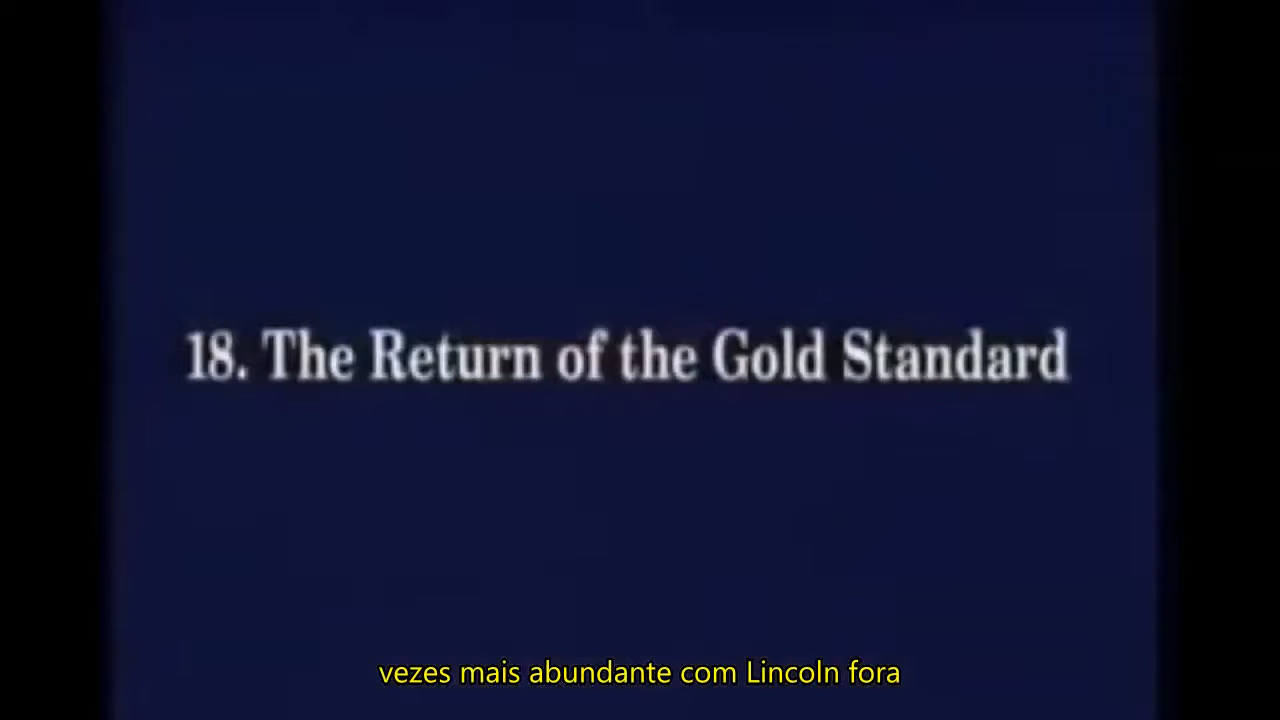 18. The Return of the Gold Standard
vezes mais abundante com Lincoln fora